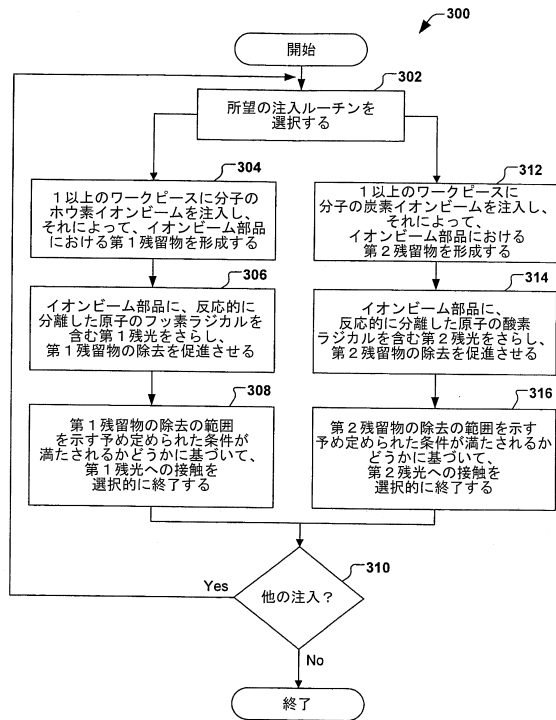 300
開始
302
所望の注入ルーチンを
選択する
304
1以上のワークピースに分子の
ホウ素イオンビームを注入し、
それによって、イオンビーム部品
における第1残留物を形成する
306
イオンビーム部品に、反応的に
分離した原子のフッ素ラジカルを
含む第1残光をさらし、
第1残留物の除去を促進させる
308
第1残留物の除去の範囲
を示す予め定められた条件が
満たされるかどうかに基づいて、
第1残光への接触を
選択的に終了する
312
1以上のワークピースに
分子の炭素イオンビームを注入し、
それによって、
イオンビーム部品における
第2残留物を形成する
314
イオンビーム部品に、
反応的に分離した原子の酸素
ラジカルを含む第2残光をさらし、
第2残留物の除去を促進させる
316
第2残留物の除去の範囲を示す
予め定められた条件が満たされるか
どうかに基づいて、
第2残光への接触を
選択的に終了する
310
他の注入?
Yes
No
終了